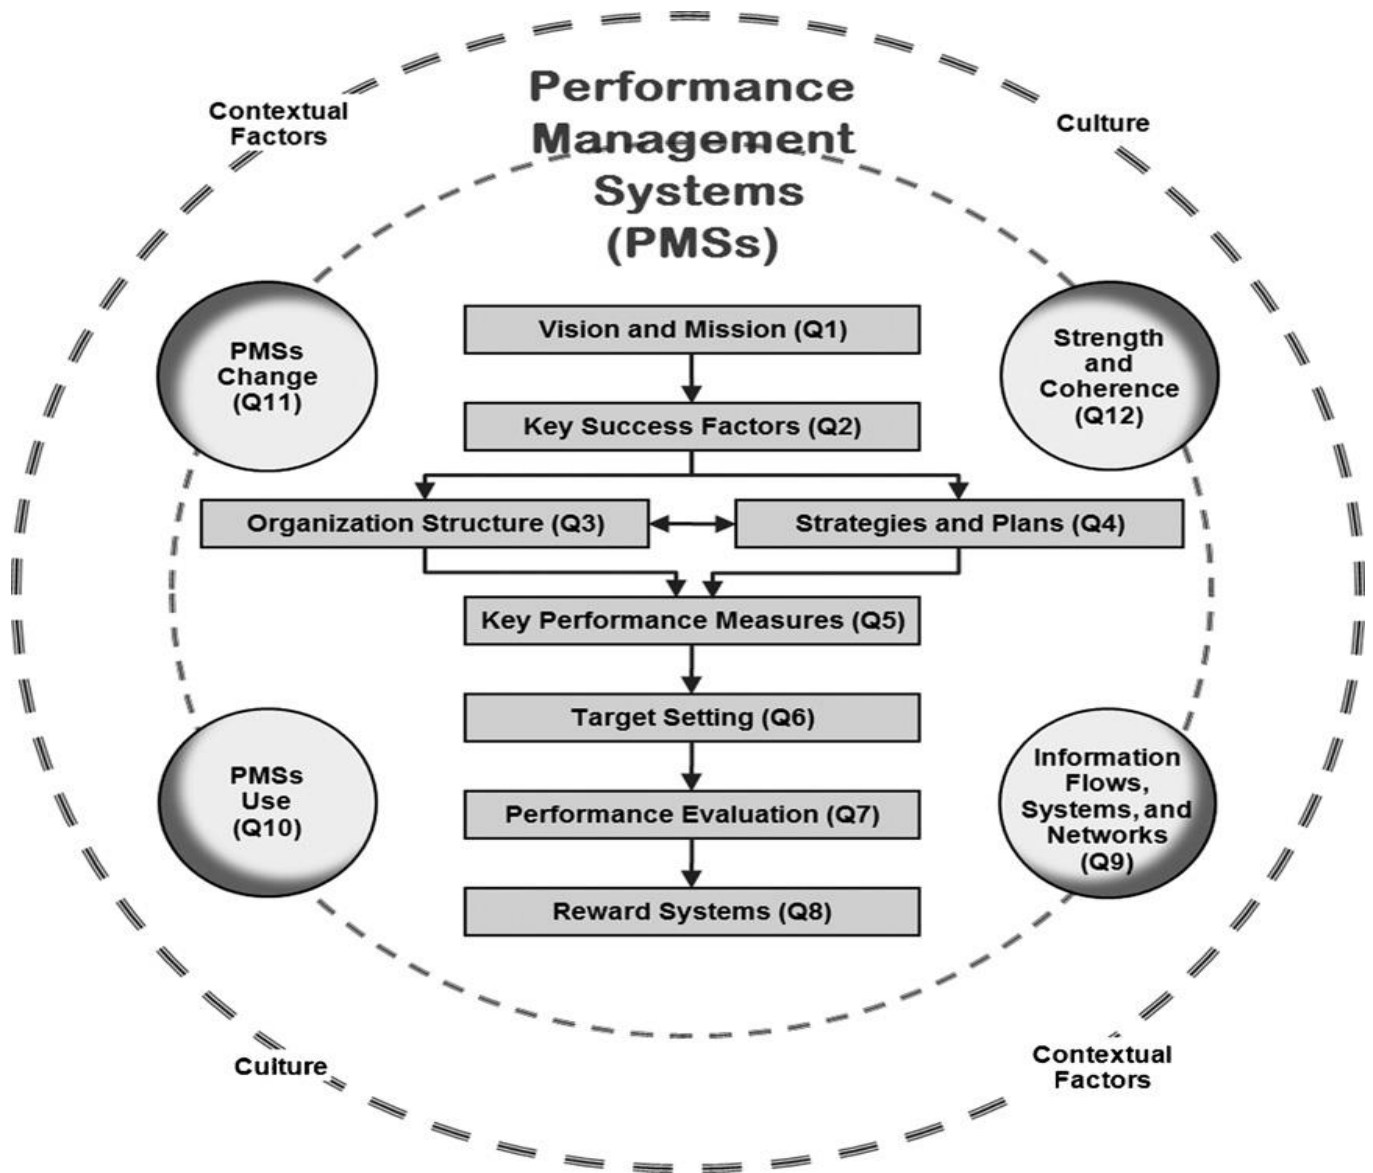 Performance
Management
Systems
(PMSs)
Contextual
Factors
Culture
PMSs
Change
(Q11)
Strength
and
Coherence
(Q12)
Vision and Mission (Q1)
Key Success Factors (Q2)
Organization Structure (Q3)
Strategies and Plans (Q4)
Key Performance Measures (Q5)
Target Setting (Q6)
Performance Evaluation (Q7)
Reward Systems (Q8)
PMSs
Use
(Q10)
Information
Flows,
Systems, and
Networks
(Q9)
Culture
Contextual
Factors